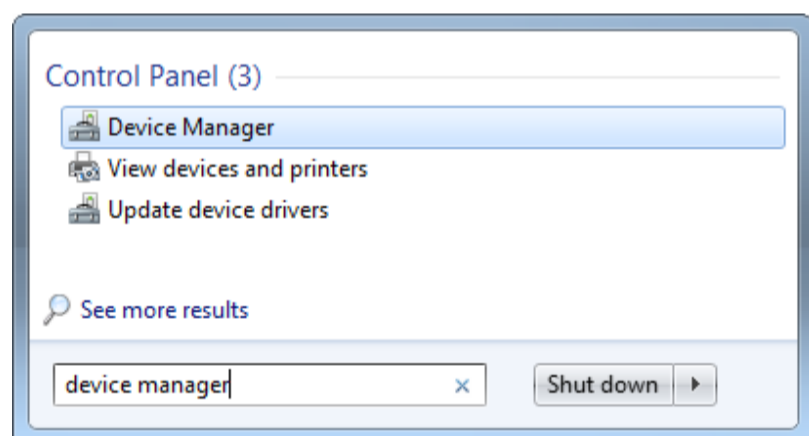 Control Panel (3)
Device Manager
View devices and printers
Update device drivers
See more results
device manager
Shut down